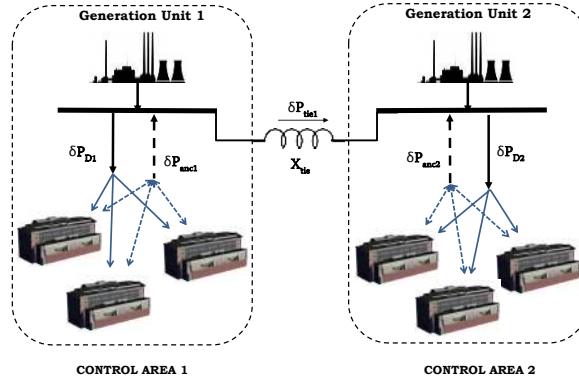 Generation Unit 1
Generation Unit 2
δP_tie1
X_tie
δP_D1
δP_anc1
δP_anc2
δP_D2
CONTROL AREA 1
CONTROL AREA 2